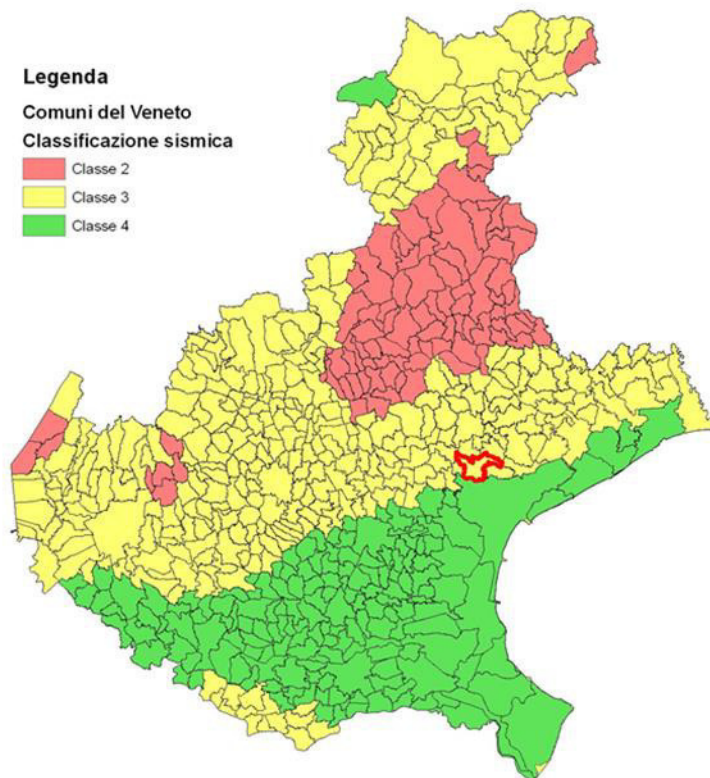 Legenda
Comuni del Veneto
Classificazione sismica
Classe 2
Classe 3
Classe 4